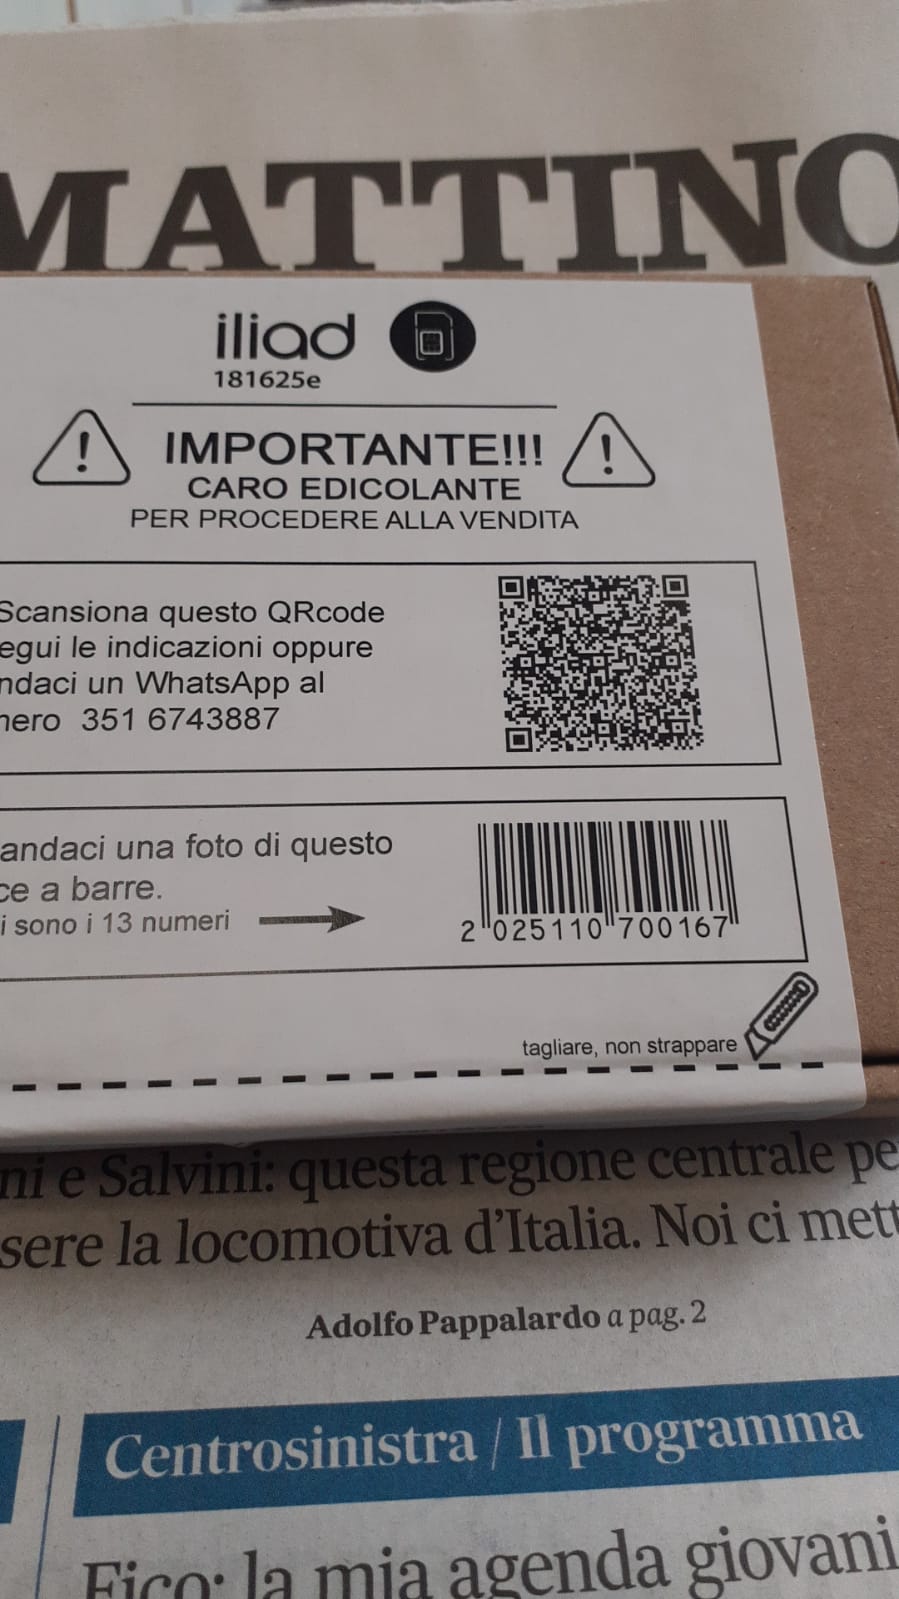 MATTINO
iliad
181625e
IMPORTANTE!!!
CARO EDICOLANTE
PER PROCEDERE ALLA VENDITA
Scansiona questo QRcode
egui le indicazioni oppure
ndaci un WhatsApp al
nero 351 6743887
andaci una foto di questo
ce a barre.
i sono i 13 numeri
2 025110 700167
tagliare, non strappare
ni e Salvini: questa regione centrale pe
sere la locomotiva d'Italia. Noi ci mett
Adolfo Pappalardo a pag. 2
Centrosinistra / Il programma
Fico: la mia agenda giovani